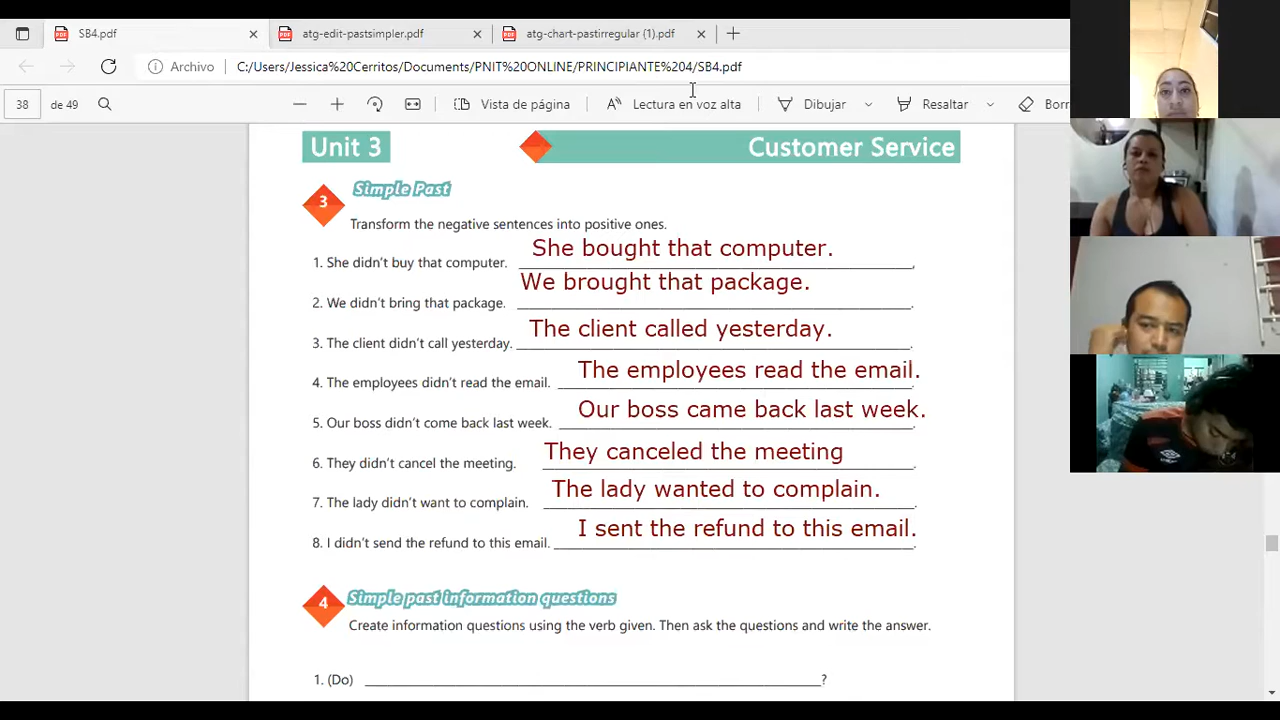 SB4.pdf
atg-edit-pastsimpler.pdf
atg-chart-pastirregular (1).pdf
Archivo C:/Users/Jessica%20Cerritos/Documents/PNIT%20ONLINE/PRINCIPIANTE%204/SB4.pdf
38 de 49 Vista de página Lectura en voz alta Dibujar Resaltar Borr
Unit 3 Customer Service
3 Simple Past
Transform the negative sentences into positive ones.
1. She didn't buy that computer. She bought that computer.
2. We didn't bring that package. We brought that package.
3. The client didn't call yesterday. The client called yesterday.
4. The employees didn't read the email. The employees read the email.
5. Our boss didn't come back last week. Our boss came back last week.
6. They didn't cancel the meeting. They canceled the meeting
7. The lady didn't want to complain. The lady wanted to complain.
8. I didn't send the refund to this email. I sent the refund to this email.
4 Simple past information questions
Create information questions using the verb given. Then ask the questions and write the answer.
1. (Do) ?